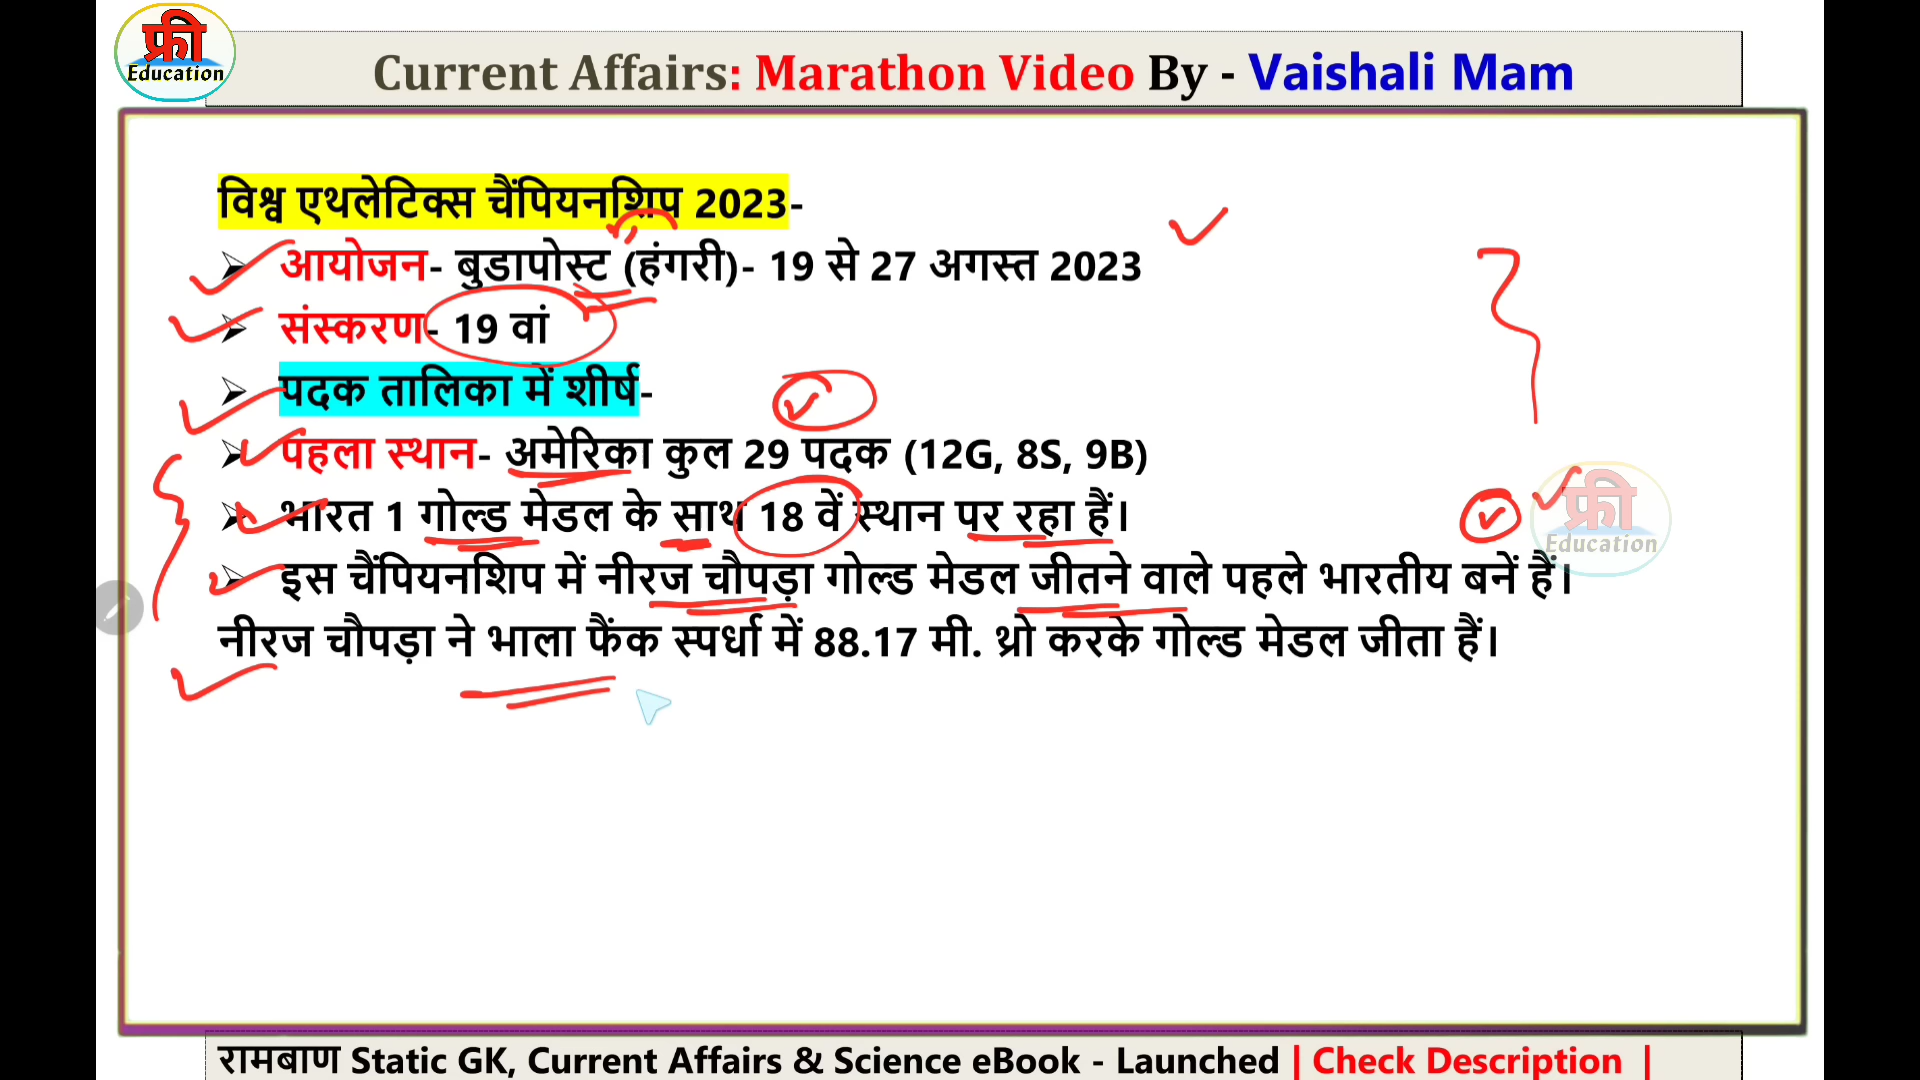 फ्री
Education
Current Affairs: Marathon Video By - Vaishali Mam
विश्व एथलेटिक्स चैंपियनशिप 2023-
आयोजन- बुडापोस्ट (हंगरी)- 19 से 27 अगस्त 2023
संस्करण- 19 वां
पदक तालिका में शीर्ष-
पहला स्थान- अमेरिका कुल 29 पदक (12G, 8S, 9B)
भारत 1 गोल्ड मेडल के साथ 18 वें स्थान पर रहा हैं।
फ्री
Education
इस चैंपियनशिप में नीरज चौपड़ा गोल्ड मेडल जीतने वाले पहले भारतीय बनें हैं।
नीरज चौपड़ा ने भाला फैंक स्पर्धा में 88.17 मी. थ्रो करके गोल्ड मेडल जीता हैं।
रामबाण Static GK, Current Affairs & Science eBook - Launched | Check Description |